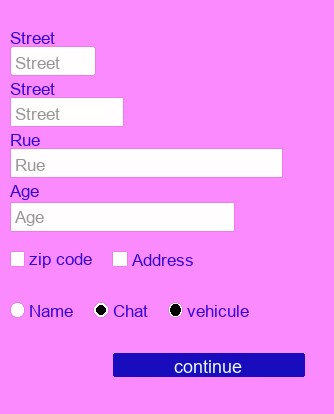 Street
Street
Street
Street
Rue
Rue
Age
Age
zip code Address
Name Chat vehicule
continue